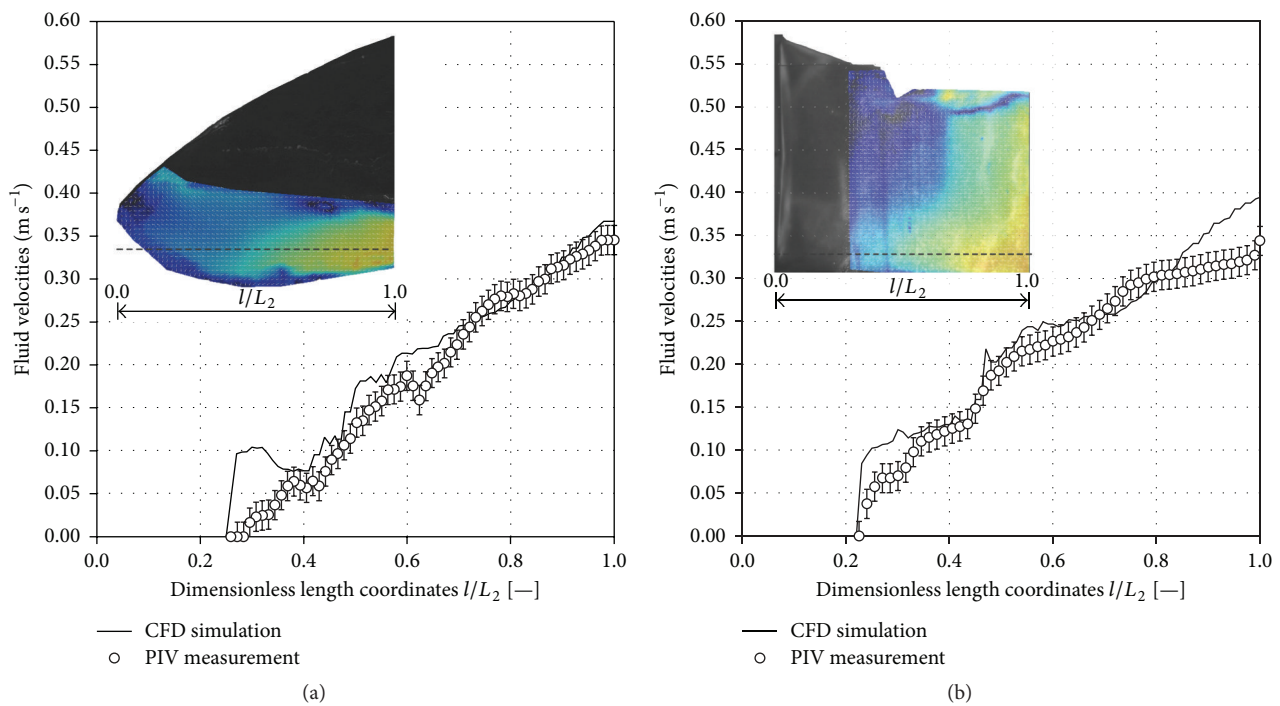 0.60
0.55
0.50
0.45
0.40
0.35
0.30
0.25
0.20
0.15
0.10
0.05
0.00
Fluid velocities (m s⁻¹)
0.0
1.0
l/L₂
0.0 0.2 0.4 0.6 0.8 1.0
Dimensionless length coordinates l/L₂ [—]
CFD simulation
PIV measurement
(a)
0.60
0.55
0.50
0.45
0.40
0.35
0.30
0.25
0.20
0.15
0.10
0.05
0.00
Fluid velocities (m s⁻¹)
0.0
1.0
l/L₂
0.0 0.2 0.4 0.6 0.8 1.0
Dimensionless length coordinates l/L₂ [—]
CFD simulation
PIV measurement
(b)